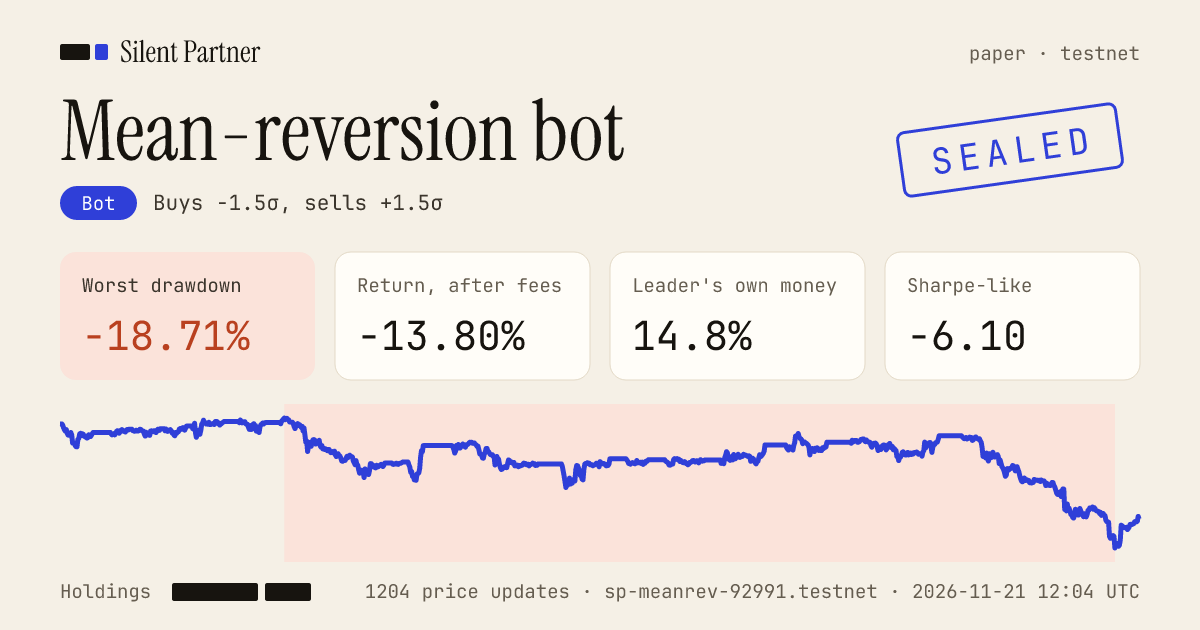 Silent Partner
paper · testnet
Mean-reversion bot
SEALED
Bot
Buys -1.5σ, sells +1.5σ
Worst drawdown
-18.71%
Return, after fees
-13.80%
Leader's own money
14.8%
Sharpe-like
-6.10
Holdings
1204 price updates · sp-meanrev-92991.testnet · 2026-11-21 12:04 UTC